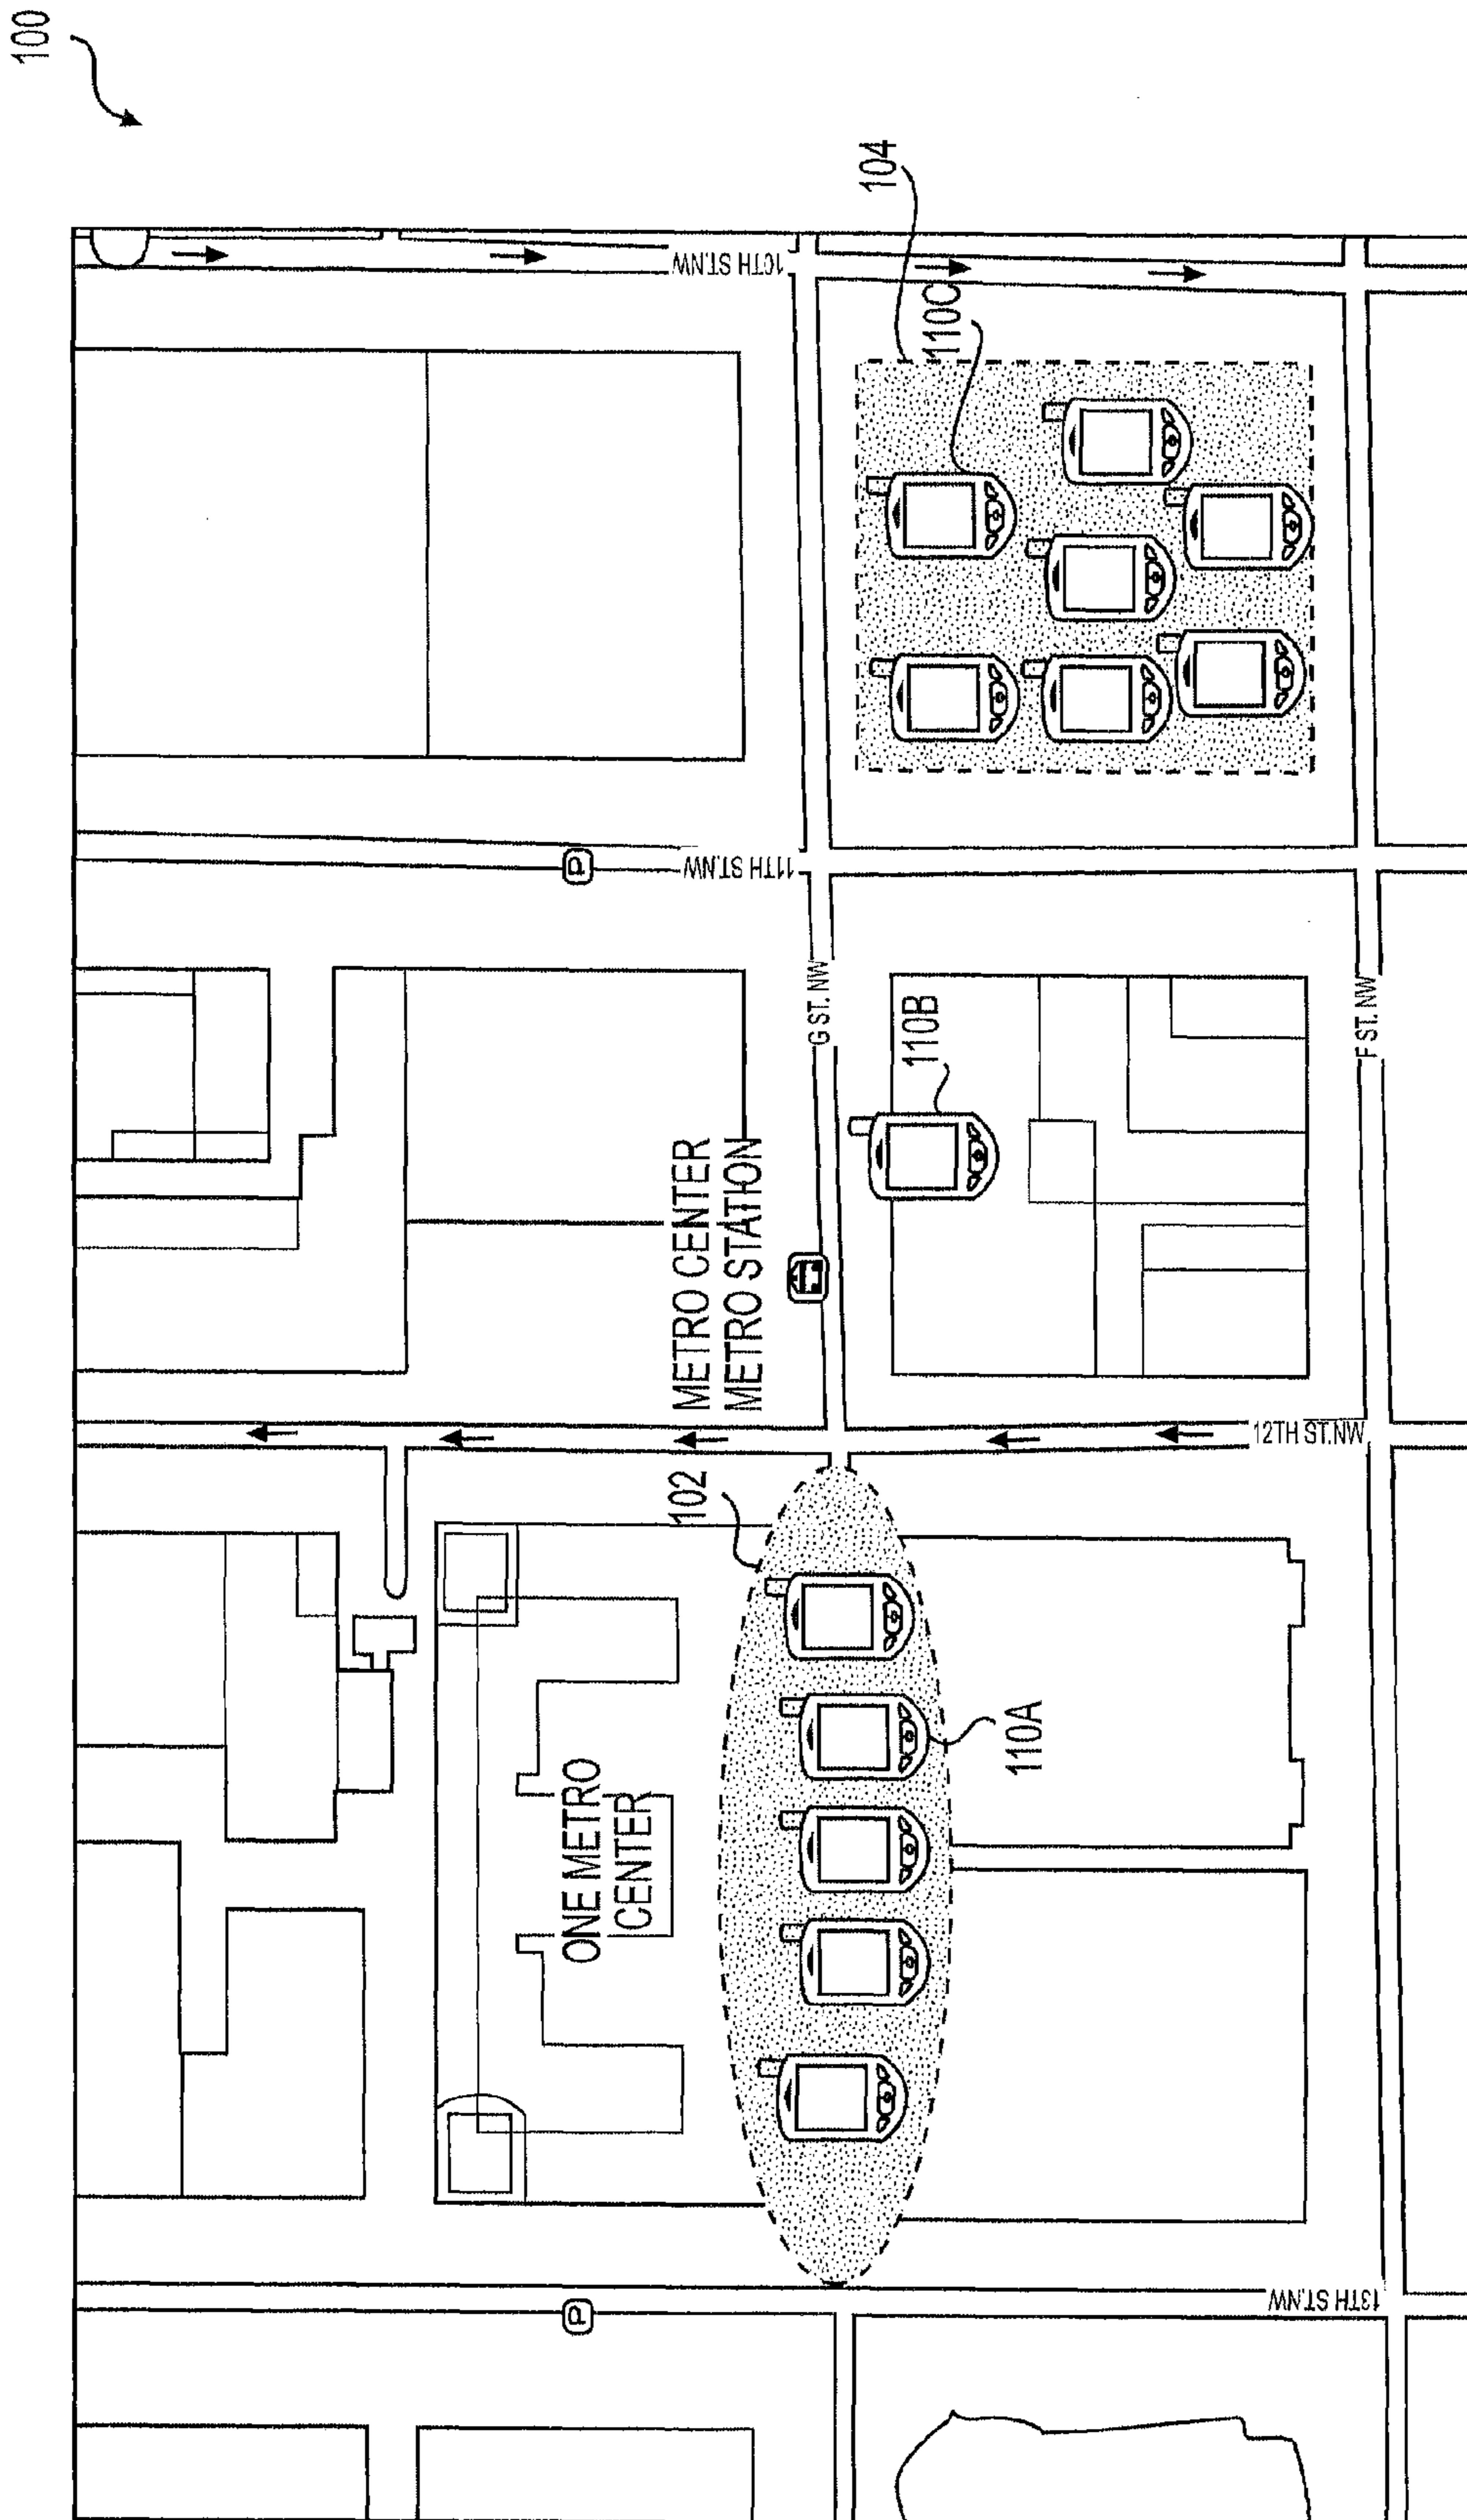 100
104
110C
10TH ST.NW
P
11TH ST.NW
G ST. NW
F ST. NW
110B
METRO CENTER
METRO STATION
12TH ST.NW
102
110A
ONE METRO
CENTER
P
13TH ST.NW